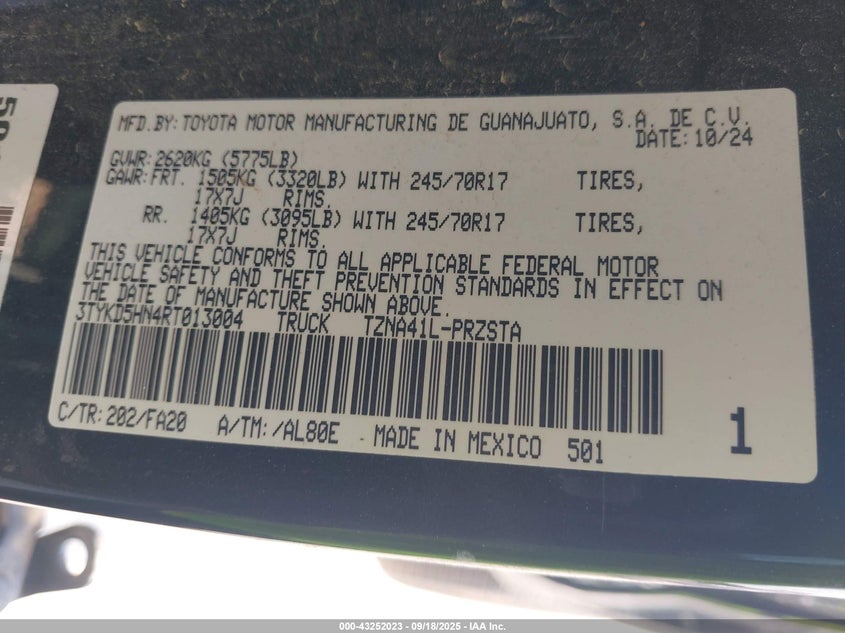 MFD.BY:TOYOTA MOTOR MANUFACTURING DE GUANAJUATO, S.A. DE C.V.
DATE:10/24
GVWR:2620KG (5775LB)
GAWR:FRT. 1505KG (3320LB) WITH 245/70R17 TIRES,
17X7J RIMS.
RR. 1405KG (3095LB) WITH 245/70R17 TIRES,
17X7J RIMS.
THIS VEHICLE CONFORMS TO ALL APPLICABLE FEDERAL MOTOR
VEHICLE SAFETY AND THEFT PREVENTION STANDARDS IN EFFECT ON
THE DATE OF MANUFACTURE SHOWN ABOVE.
3TYKD5HN4RT013004 TRUCK TZNA41L-PRZSTA
C/TR:202/FA20 A/TM:/AL80E MADE IN MEXICO 501 1
000-43252023 - 09/18/2025 - IAA Inc.